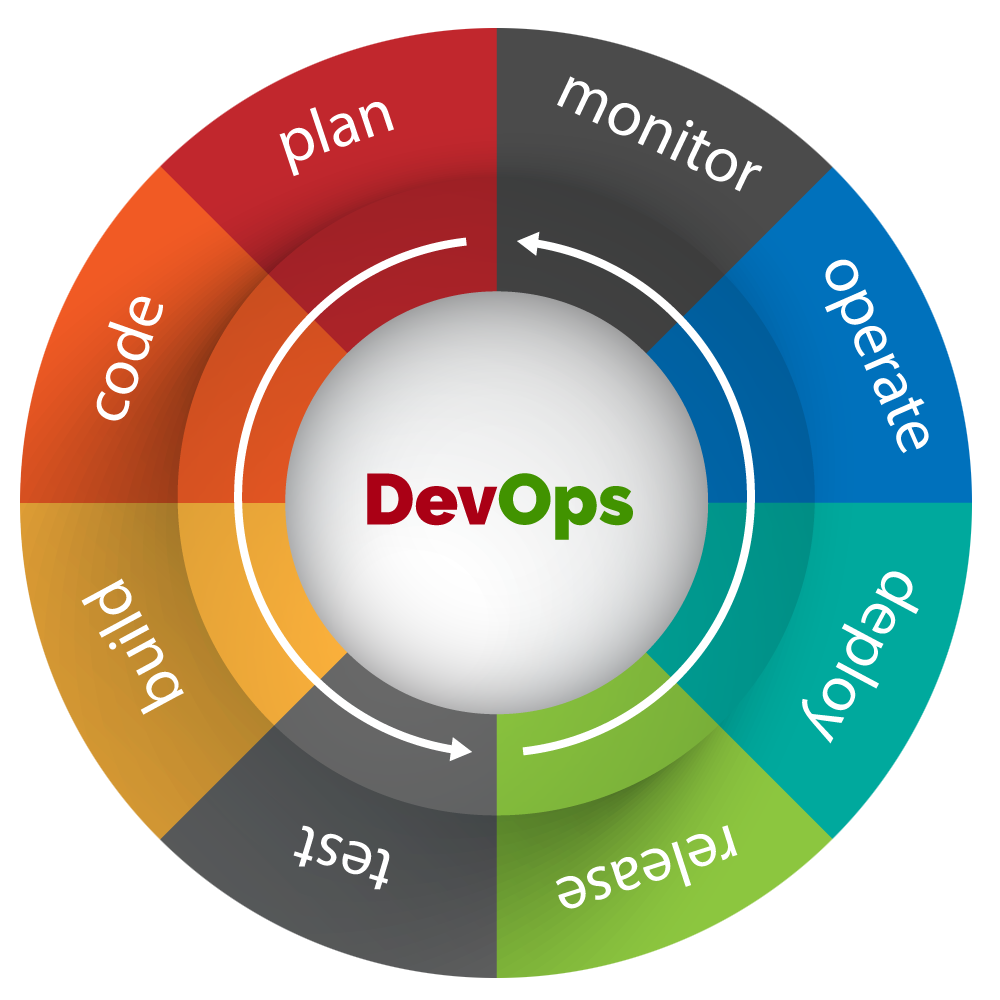 plan
monitor
operate
deploy
release
test
build
code
DevOps